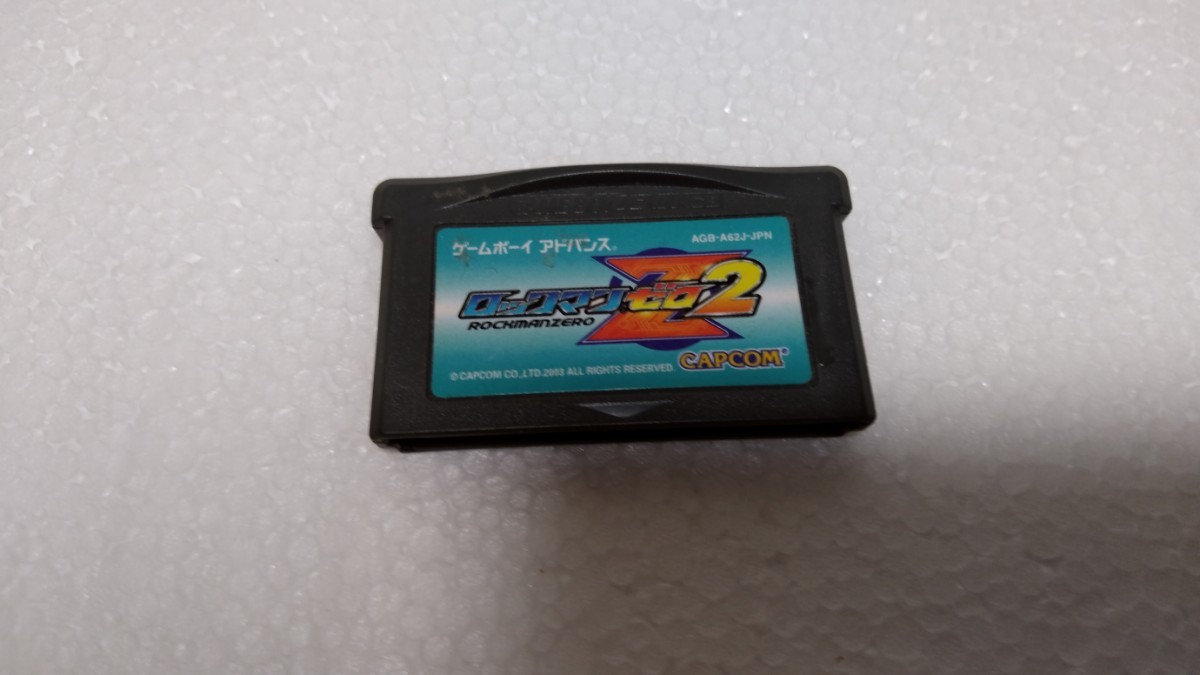 ゲームボーイ アドバンス®
AGB-A62J-JPN
ロックマン ゼロ 2
ROCKMANZERO
CAPCOM®
© CAPCOM CO.,LTD.2003 ALL RIGHTS RESERVED.